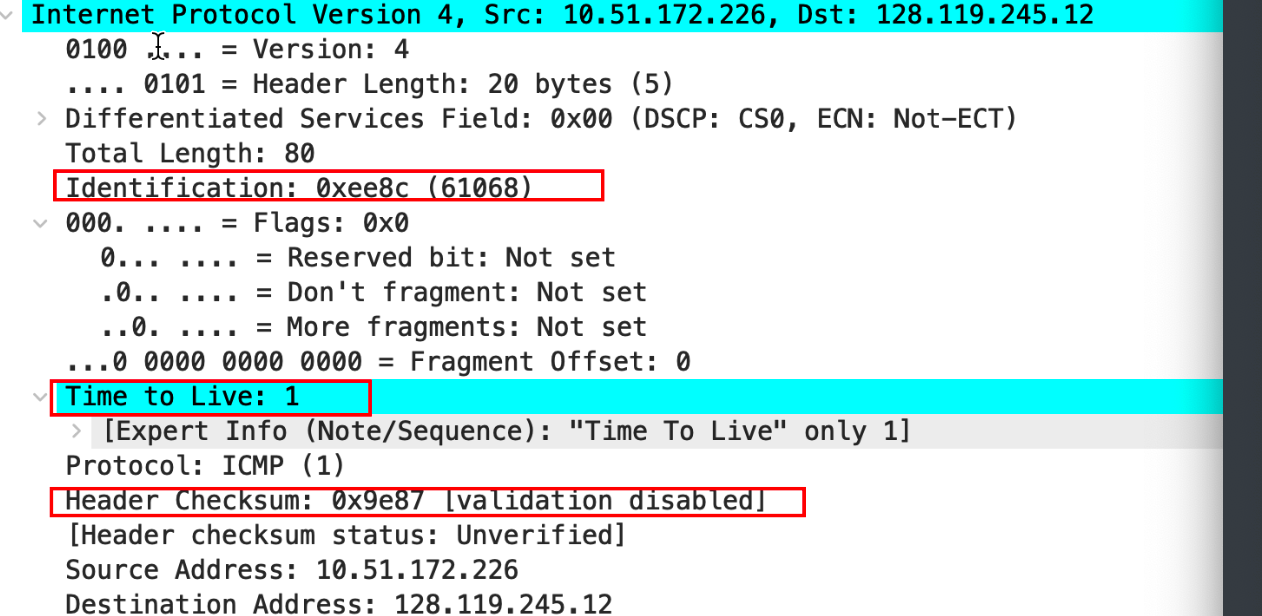 Internet Protocol Version 4, Src: 10.51.172.226, Dst: 128.119.245.12
0100 .... = Version: 4
.... 0101 = Header Length: 20 bytes (5)
Differentiated Services Field: 0x00 (DSCP: CS0, ECN: Not-ECT)
Total Length: 80
Identification: 0xee8c (61068)
000. .... = Flags: 0x0
0... .... = Reserved bit: Not set
.0.. .... = Don't fragment: Not set
..0. .... = More fragments: Not set
...0 0000 0000 0000 = Fragment Offset: 0
Time to Live: 1
[Expert Info (Note/Sequence): "Time To Live" only 1]
Protocol: ICMP (1)
Header Checksum: 0x9e87 [validation disabled]
[Header checksum status: Unverified]
Source Address: 10.51.172.226
Destination Address: 128.119.245.12